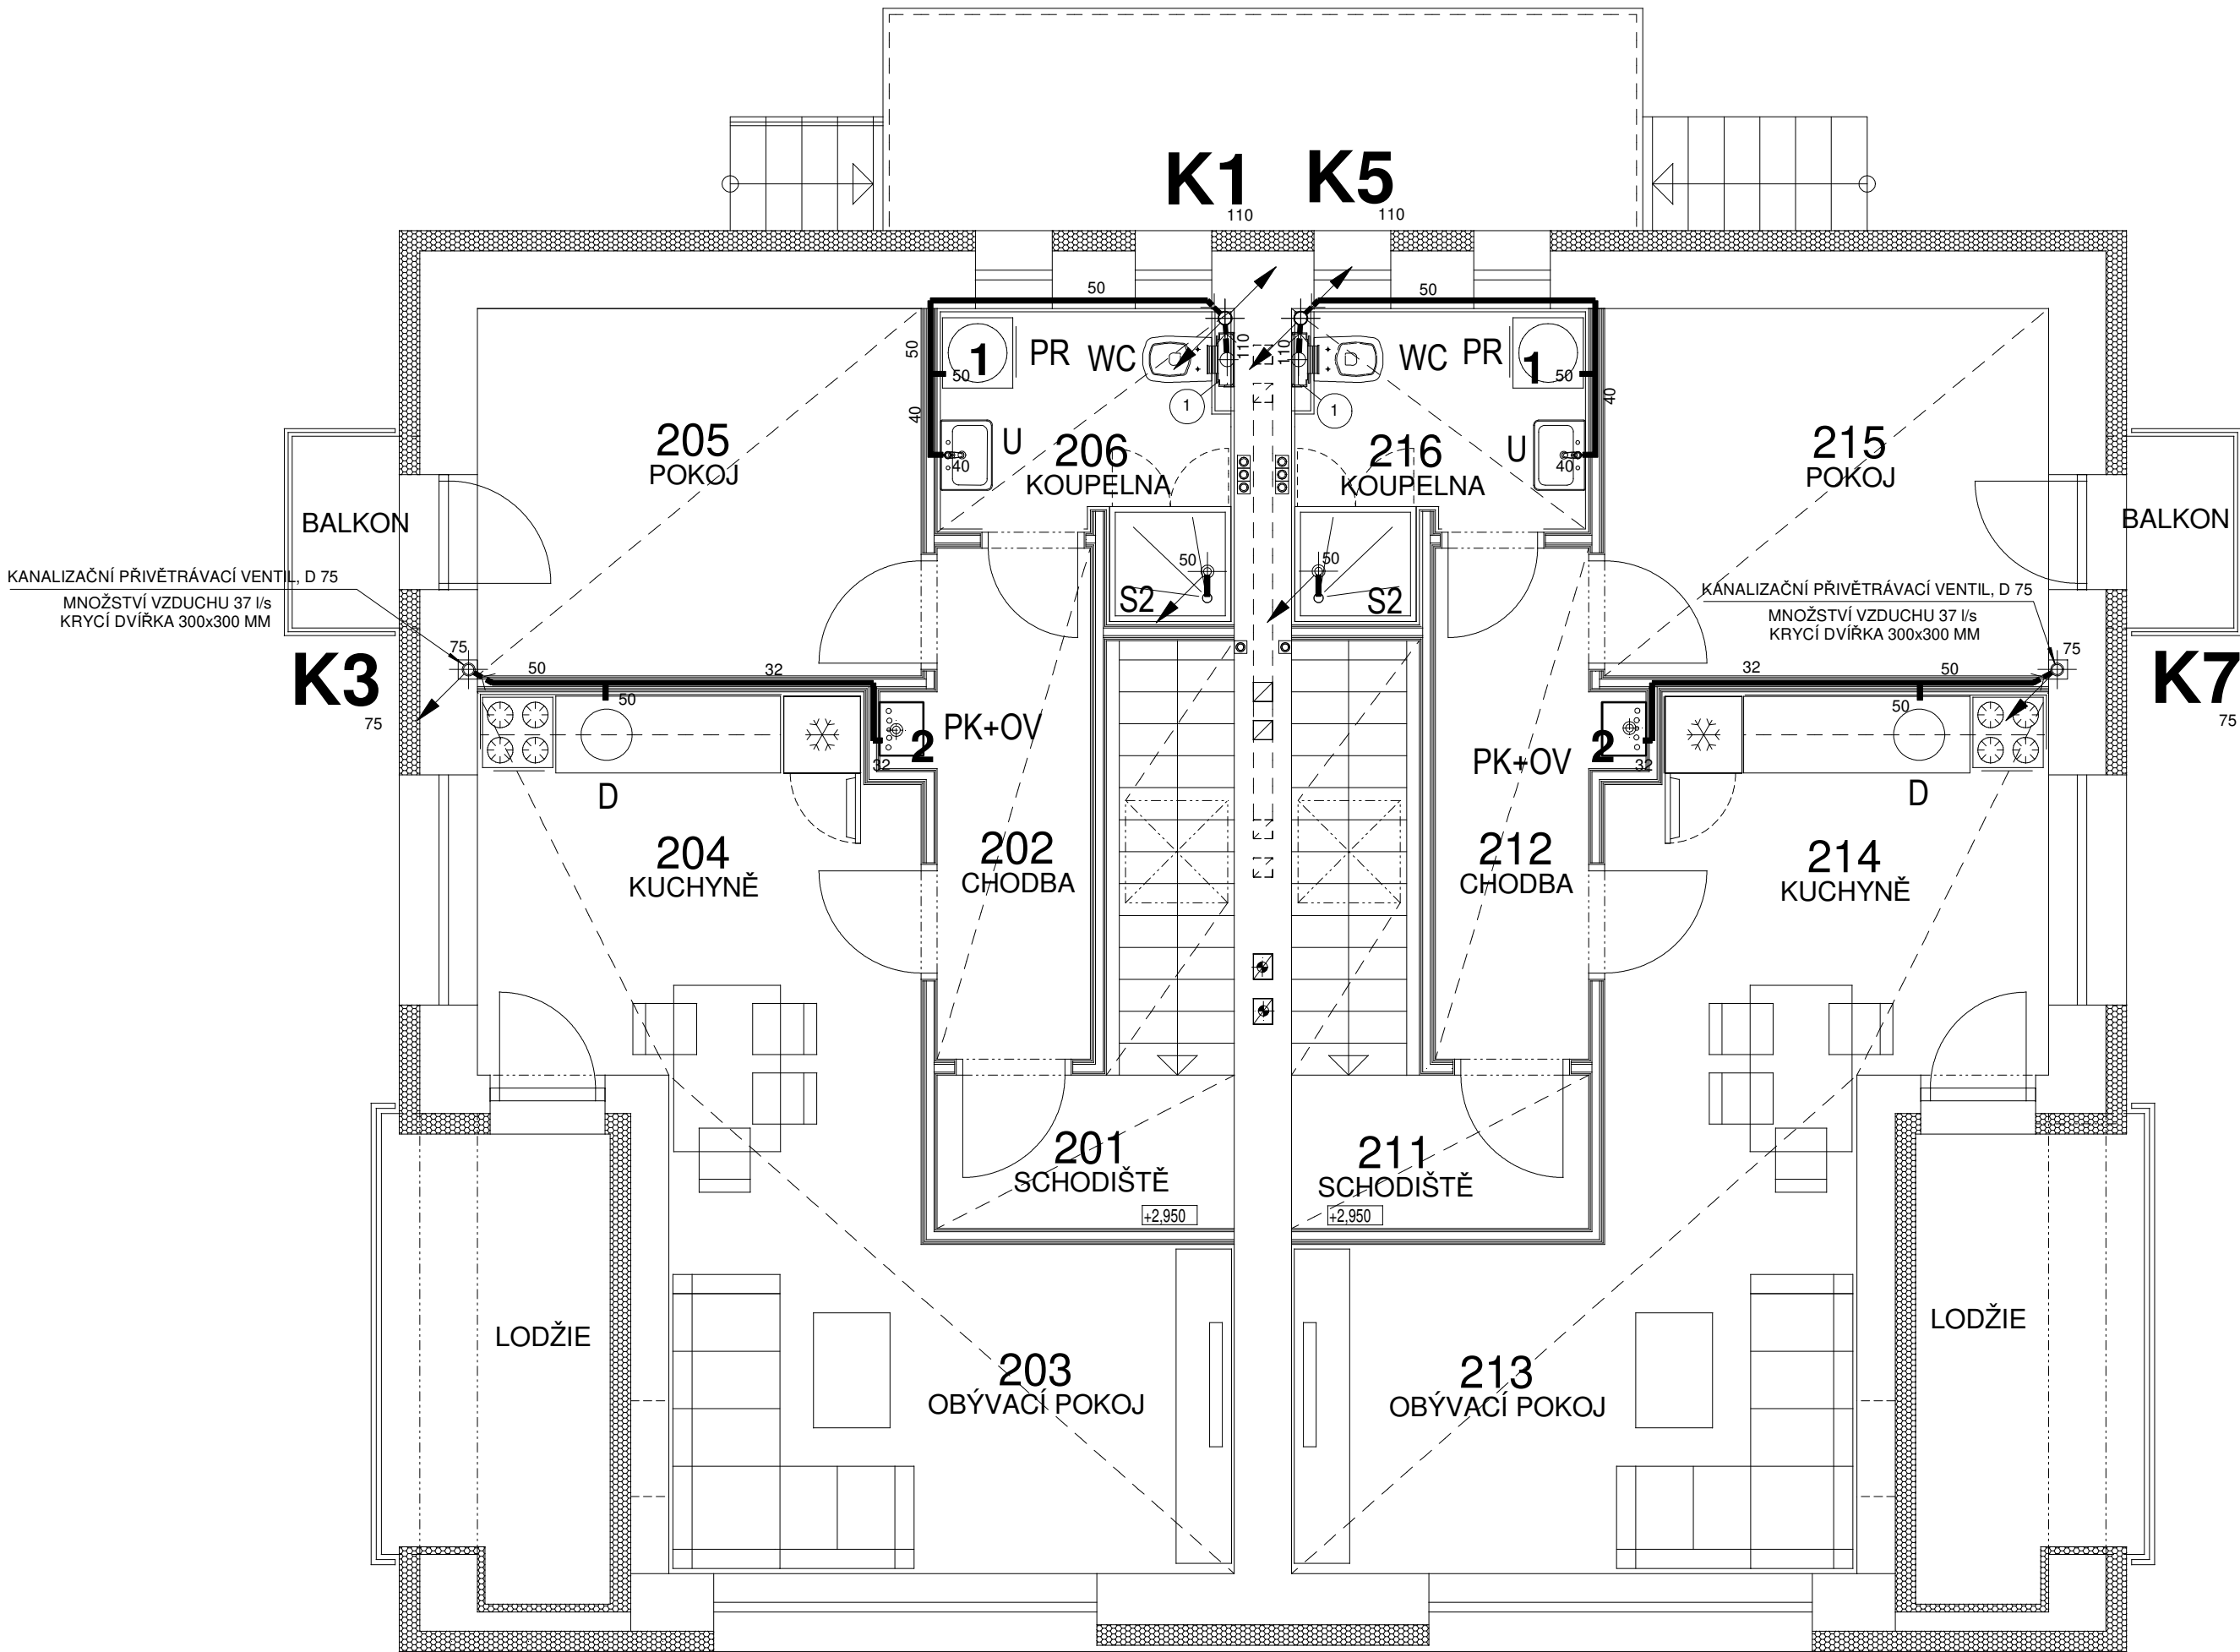 K1
110
K5
110
50
50
50
40
50
1
PR
WC
110
110
WC
PR
1
50
40
1
1
U
40
206
KOUPELNA
216
KOUPELNA
U
40
205
POKOJ
215
POKOJ
BALKON
BALKON
KANALIZAČNÍ PŘIVĚTRÁVACÍ VENTIL, D 75
MNOŽSTVÍ VZDUCHU 37 l/s
KRYCÍ DVÍŘKA 300x300 MM
KANALIZAČNÍ PŘIVĚTRÁVACÍ VENTIL, D 75
MNOŽSTVÍ VZDUCHU 37 l/s
KRYCÍ DVÍŘKA 300x300 MM
50
S2
50
S2
K3
75
75
50
32
50
K7
75
75
32
50
50
PK+OV
2
32
PK+OV
2
32
D
D
204
KUCHYNĚ
202
CHODBA
212
CHODBA
214
KUCHYNĚ
201
SCHODIŠTĚ
+2,950
211
SCHODIŠTĚ
+2,950
LODŽIE
LODŽIE
203
OBÝVACÍ POKOJ
213
OBÝVACÍ POKOJ